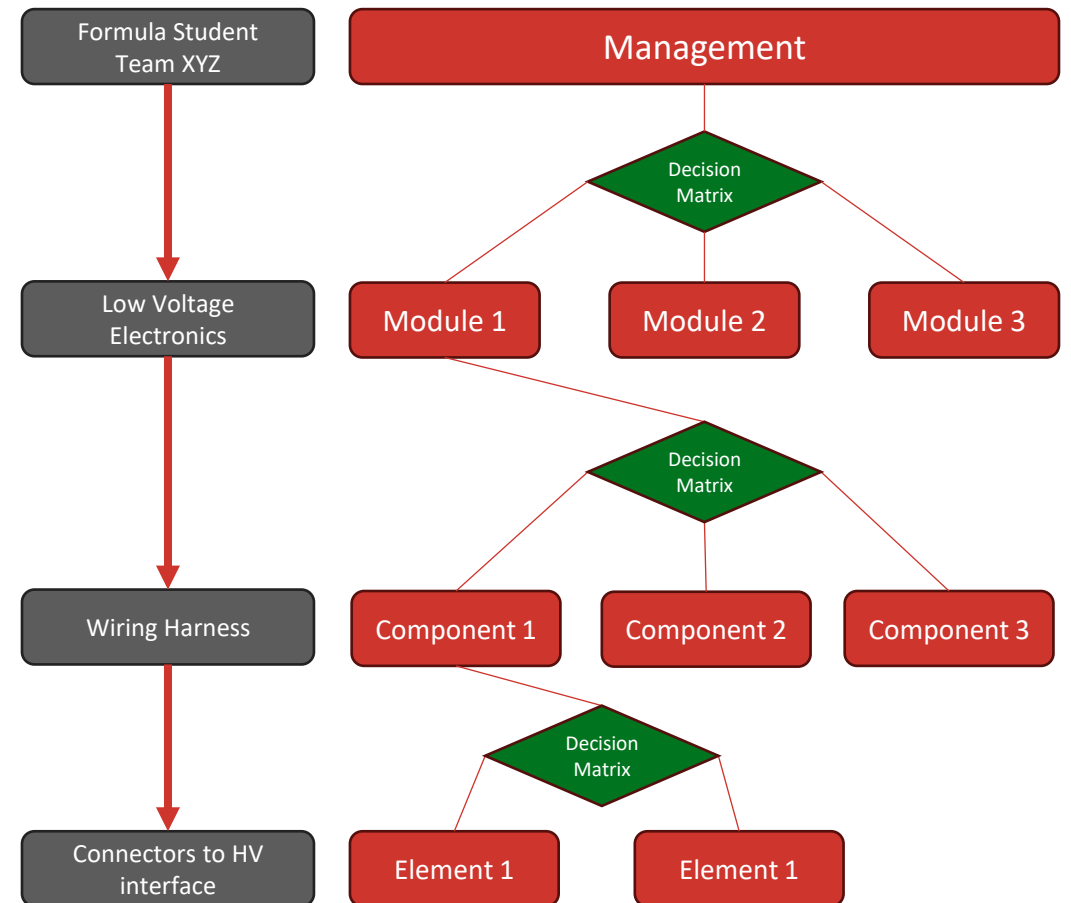 Formula Student
Team XYZ
Management
Decision
Matrix
Low Voltage
Electronics
Module 1
Module 2
Module 3
Decision
Matrix
Wiring Harness
Component 1
Component 2
Component 3
Decision
Matrix
Connectors to HV
interface
Element 1
Element 1